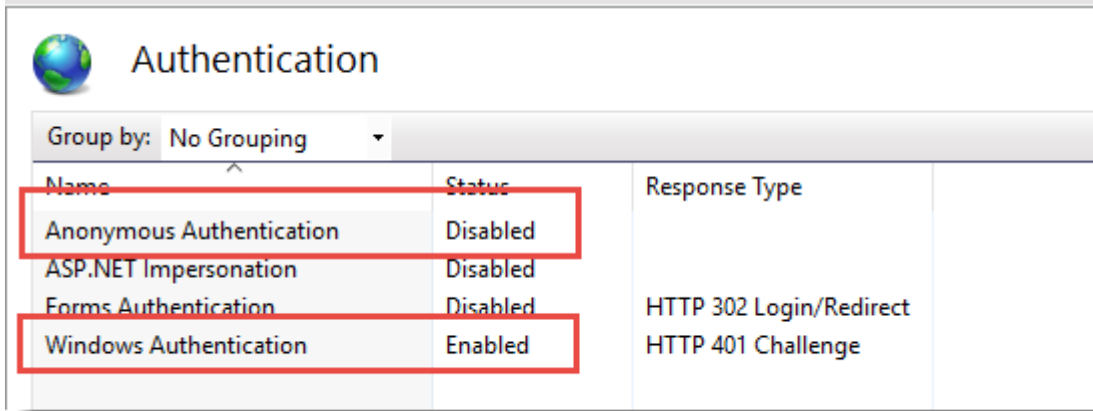 Authentication
Group by: No Grouping
Name Status Response Type
Anonymous Authentication Disabled
ASP.NET Impersonation Disabled
Forms Authentication Disabled HTTP 302 Login/Redirect
Windows Authentication Enabled HTTP 401 Challenge